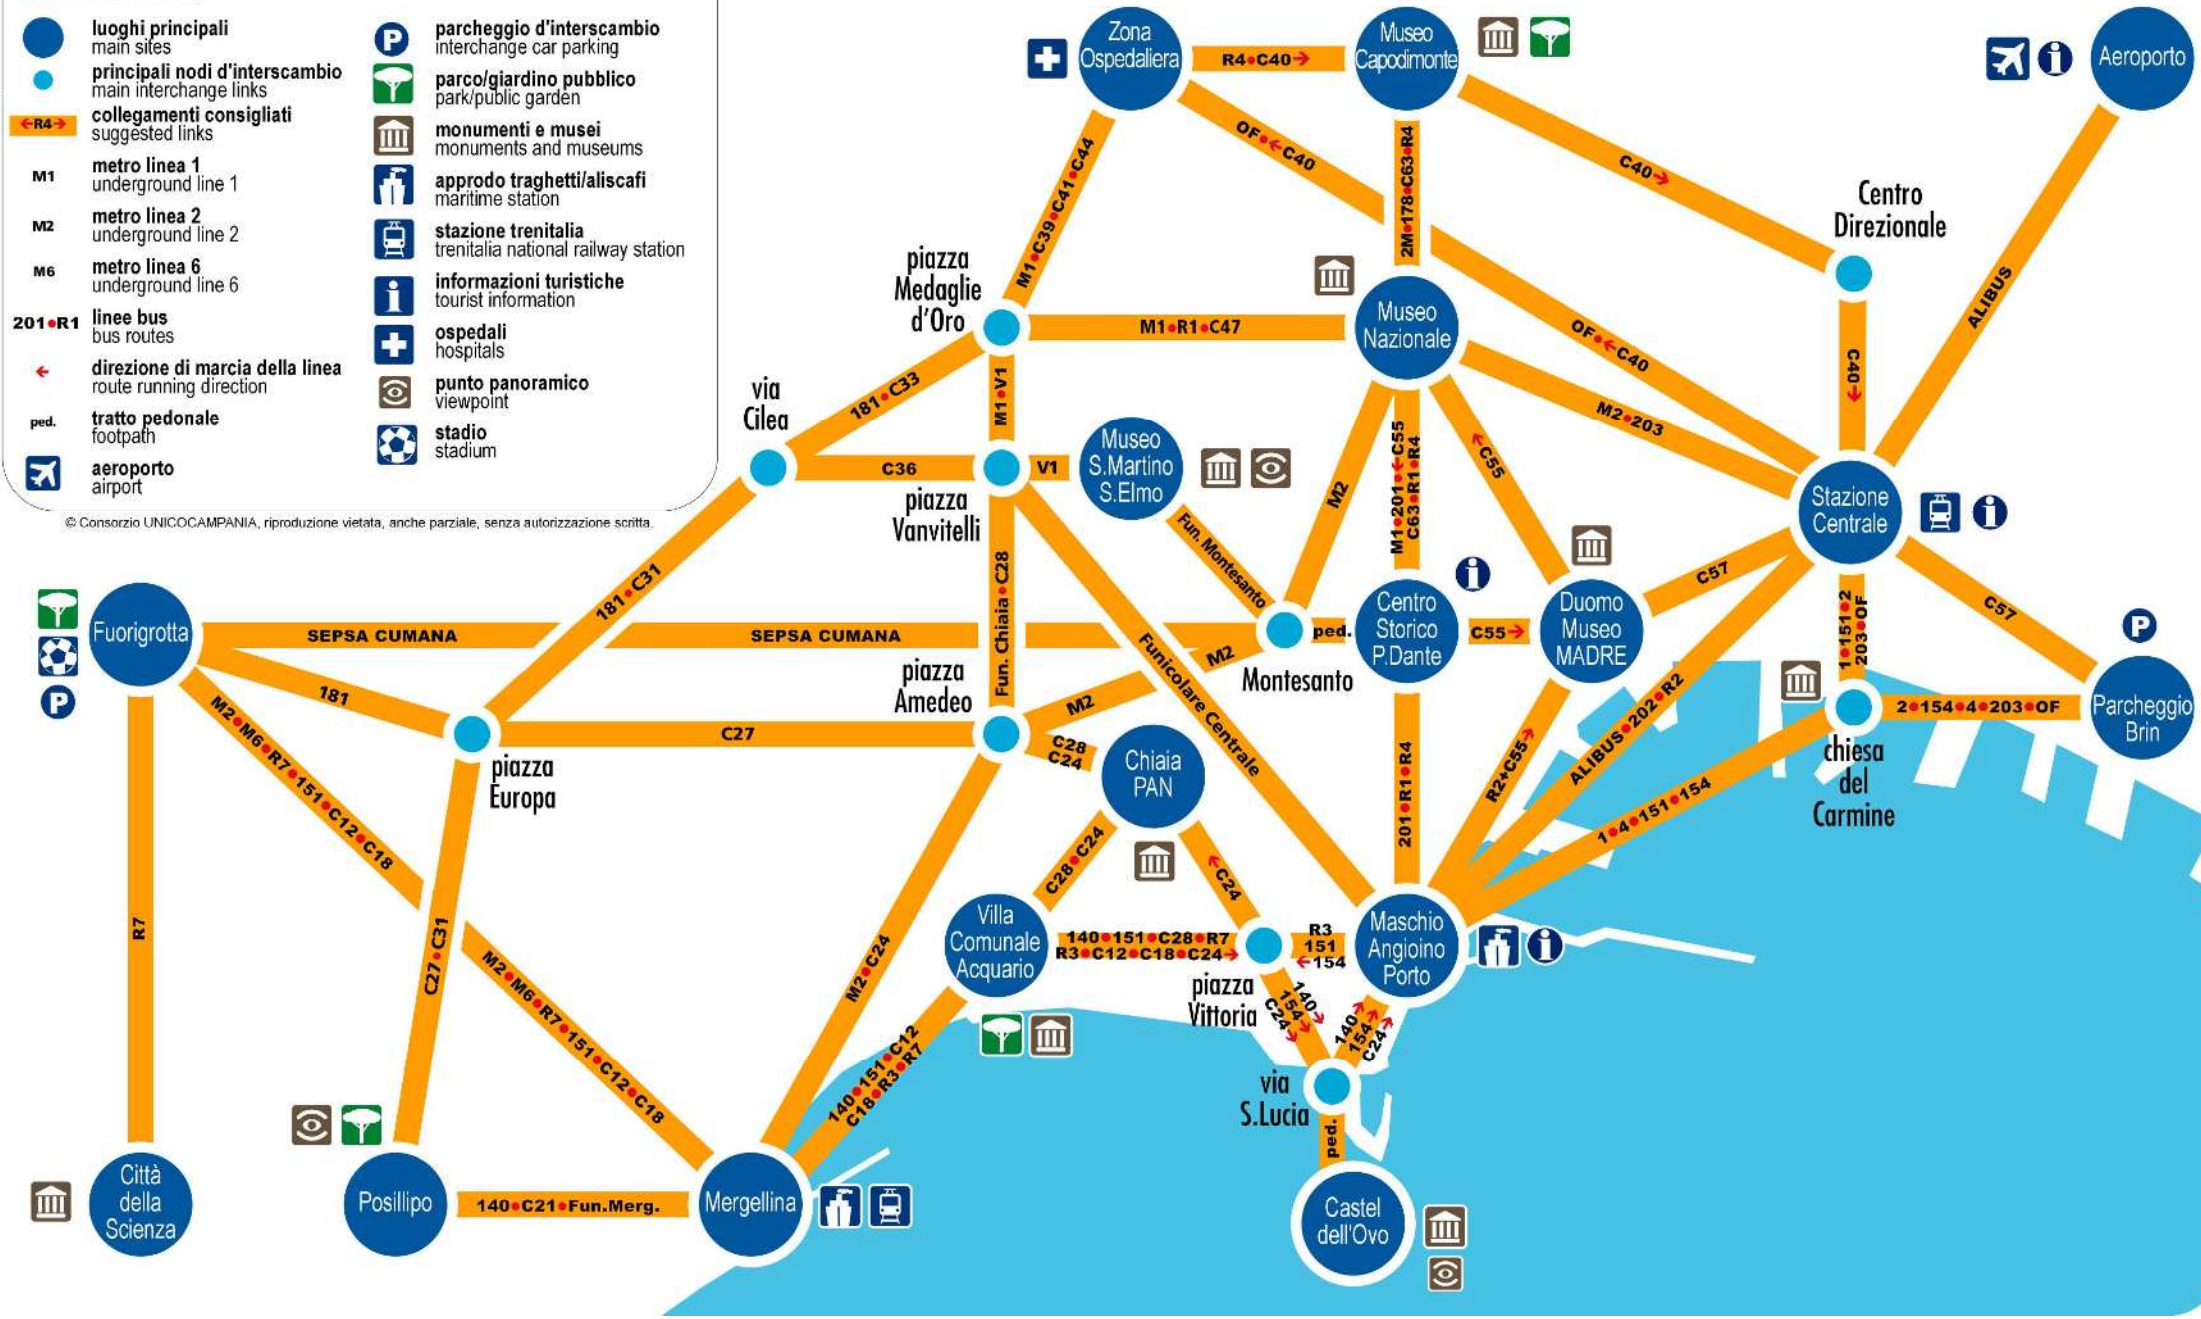 luoghi principali
main sites
principali nodi d'interscambio
main interchange links
←R4→
collegamenti consigliati
suggested links
M1
metro linea 1
underground line 1
M2
metro linea 2
underground line 2
M6
metro linea 6
underground line 6
201•R1
linee bus
bus routes
←
direzione di marcia della linea
route running direction
ped.
tratto pedonale
footpath
aeroporto
airport
P
parcheggio d'interscambio
interchange car parking
parco/giardino pubblico
park/public garden
monumenti e musei
monuments and museums
approdo traghetti/aliscafi
maritime station
stazione trenitalia
trenitalia national railway station
i
informazioni turistiche
tourist information
ospedali
hospitals
punto panoramico
viewpoint
stadio
stadium
© Consorzio UNICOCAMPANIA, riproduzione vietata, anche parziale, senza autorizzazione scritta.
Zona
Ospedaliera
R4•C40→
Museo
Capodimonte
i
Aeroporto
OF•←C40
2M•178•C63•R4
C40→
M1•C39•C41•C44
Centro
Direzionale
ALIBUS
piazza
Medaglie
d'Oro
M1•R1•C47
Museo
Nazionale
OF•←C40
C40→
181•C33
M1•V1
M2•203
via
Cilea
C36
V1
Museo
S.Martino
S.Elmo
piazza
Vanvitelli
M2
M1•201•←C55
C63•R1•R4
←C55
Stazione
Centrale
i
Fun. Montesanto
181•C31
Fun. Chiaia•C28
i
C57
C57
Fuorigrotta
P
SEPSA CUMANA
SEPSA CUMANA
Funicolare Centrale
M2
Montesanto
ped.
Centro
Storico
P.Dante
C55→
Duomo
Museo
MADRE
1•151•2
203•OF
P
181
M2•M6•R7•151•C12•C18
piazza
Amedeo
M2
ALIBUS•202•R2
2•154•4•203•OF
Parcheggio
Brin
C27
C28
C24
piazza
Europa
Chiaia
PAN
201•R1•R4
R2+C55→
1•4•151•154
chiesa
del
Carmine
R7
C27•C31
M2•M6•R7•151•C12•C18
M2•C24
C28•C24
←C24
Villa
Comunale
Acquario
140•151•C28•R7
R3•C12•C18•C24→
R3
151
←154
Maschio
Angioino
Porto
i
piazza
Vittoria
140→
154→
C24→
140→
154→
C24→
140•151•C12
C18•R3•R7
via
S.Lucia
ped.
Città
della
Scienza
Posillipo
140•C21•Fun.Merg.
Mergellina
Castel
dell'Ovo